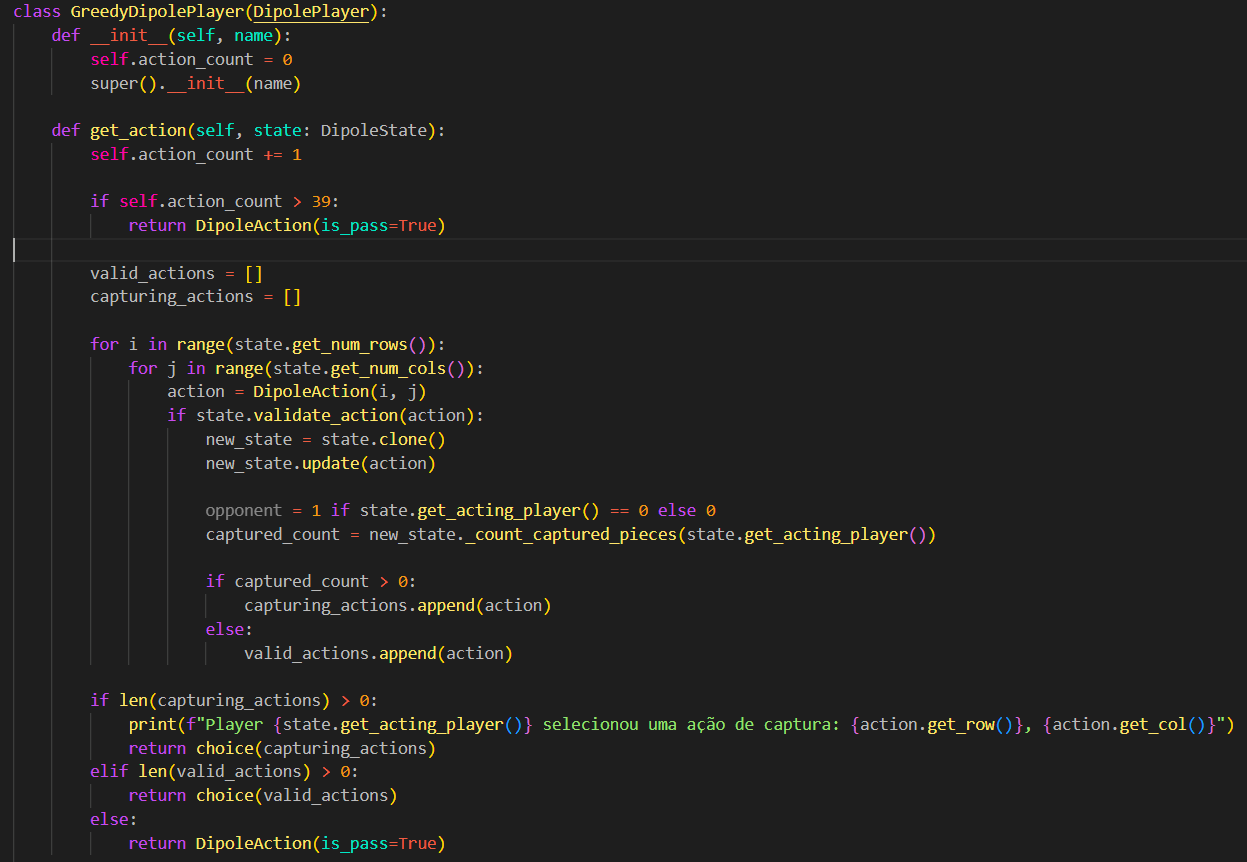 class GreedyDipolePlayer(DipolePlayer):
    def __init__(self, name):
        self.action_count = 0
        super().__init__(name)

    def get_action(self, state: DipoleState):
        self.action_count += 1

        if self.action_count > 39:
            return DipoleAction(is_pass=True)

        valid_actions = []
        capturing_actions = []

        for i in range(state.get_num_rows()):
            for j in range(state.get_num_cols()):
                action = DipoleAction(i, j)
                if state.validate_action(action):
                    new_state = state.clone()
                    new_state.update(action)

                    opponent = 1 if state.get_acting_player() == 0 else 0
                    captured_count = new_state._count_captured_pieces(state.get_acting_player())

                    if captured_count > 0:
                        capturing_actions.append(action)
                    else:
                        valid_actions.append(action)

        if len(capturing_actions) > 0:
            print(f"Player {state.get_acting_player()} selecionou uma ação de captura: {action.get_row()}, {action.get_col()}")
            return choice(capturing_actions)
        elif len(valid_actions) > 0:
            return choice(valid_actions)
        else:
            return DipoleAction(is_pass=True)